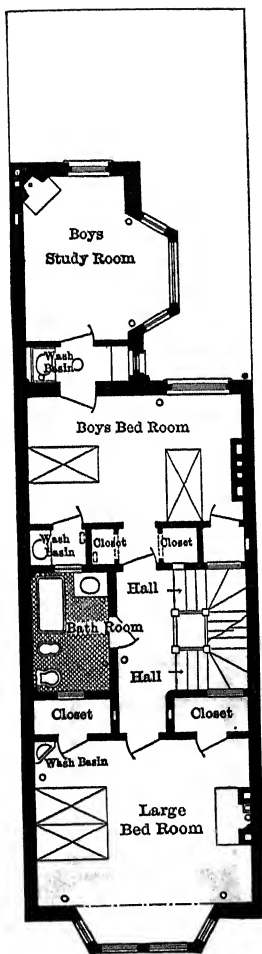 Boys
Study Room
Wash
Basin
Boys Bed Room
Wash
Basin
Closet
Closet
Hall
Bath Room
Hall
Closet
Closet
Wash Basin
Large
Bed Room